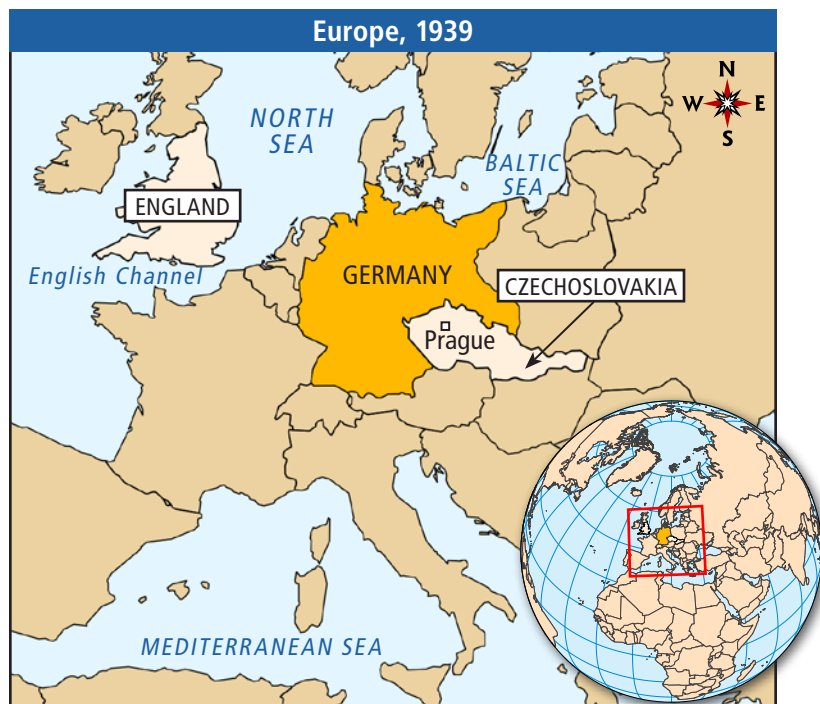 Europe, 1939
N
W E
S
NORTH
SEA
BALTIC
SEA
ENGLAND
English Channel
GERMANY
CZECHOSLOVAKIA
Prague
MEDITERRANEAN SEA